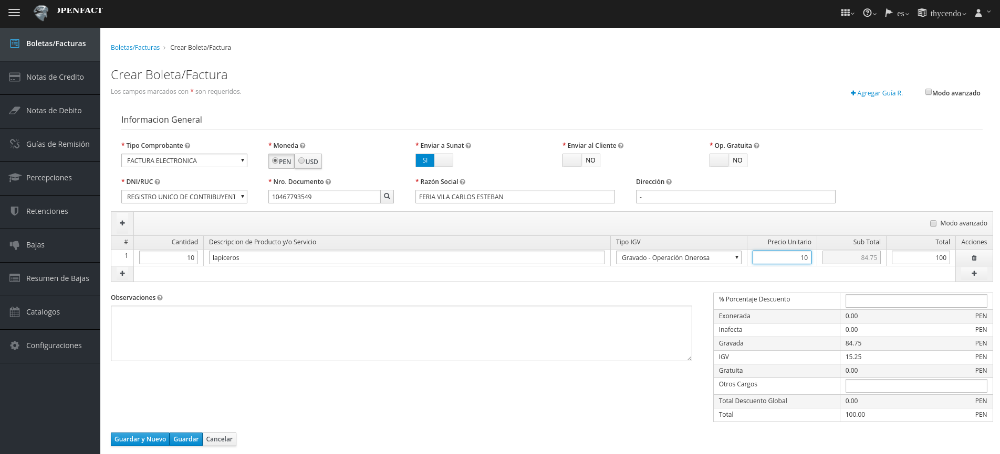 OPENFACT
es
thycendo
Boletas/Facturas
Notas de Credito
Notas de Debito
Guías de Remisión
Percepciones
Retenciones
Bajas
Resumen de Bajas
Catalogos
Configuraciones
Boletas/Facturas › Crear Boleta/Factura
Crear Boleta/Factura
Los campos marcados con * son requeridos.
+ Agregar Guía R.
Modo avanzado
Informacion General
* Tipo Comprobante ?
* Moneda ?
* Enviar a Sunat ?
* Enviar al Cliente ?
* Op. Gratuita ?
FACTURA ELECTRONICA
PEN
USD
SI
NO
NO
* DNI/RUC ?
* Nro. Documento ?
* Razón Social ?
Dirección ?
REGISTRO UNICO DE CONTRIBUYENT
10467793549
FERIA VILA CARLOS ESTEBAN
-
+
Modo avanzado
# Cantidad Descripcion de Producto y/o Servicio Tipo IGV Precio Unitario Sub Total Total Acciones
1 10 lapiceros Gravado - Operación Onerosa 10 84.75 100
+ +
Observaciones ?
% Porcentaje Descuento
Exonerada 0.00 PEN
Inafecta 0.00 PEN
Gravada 84.75 PEN
IGV 15.25 PEN
Gratuita 0.00 PEN
Otros Cargos
Total Descuento Global 0.00 PEN
Total 100.00 PEN
Guardar y Nuevo
Guardar
Cancelar